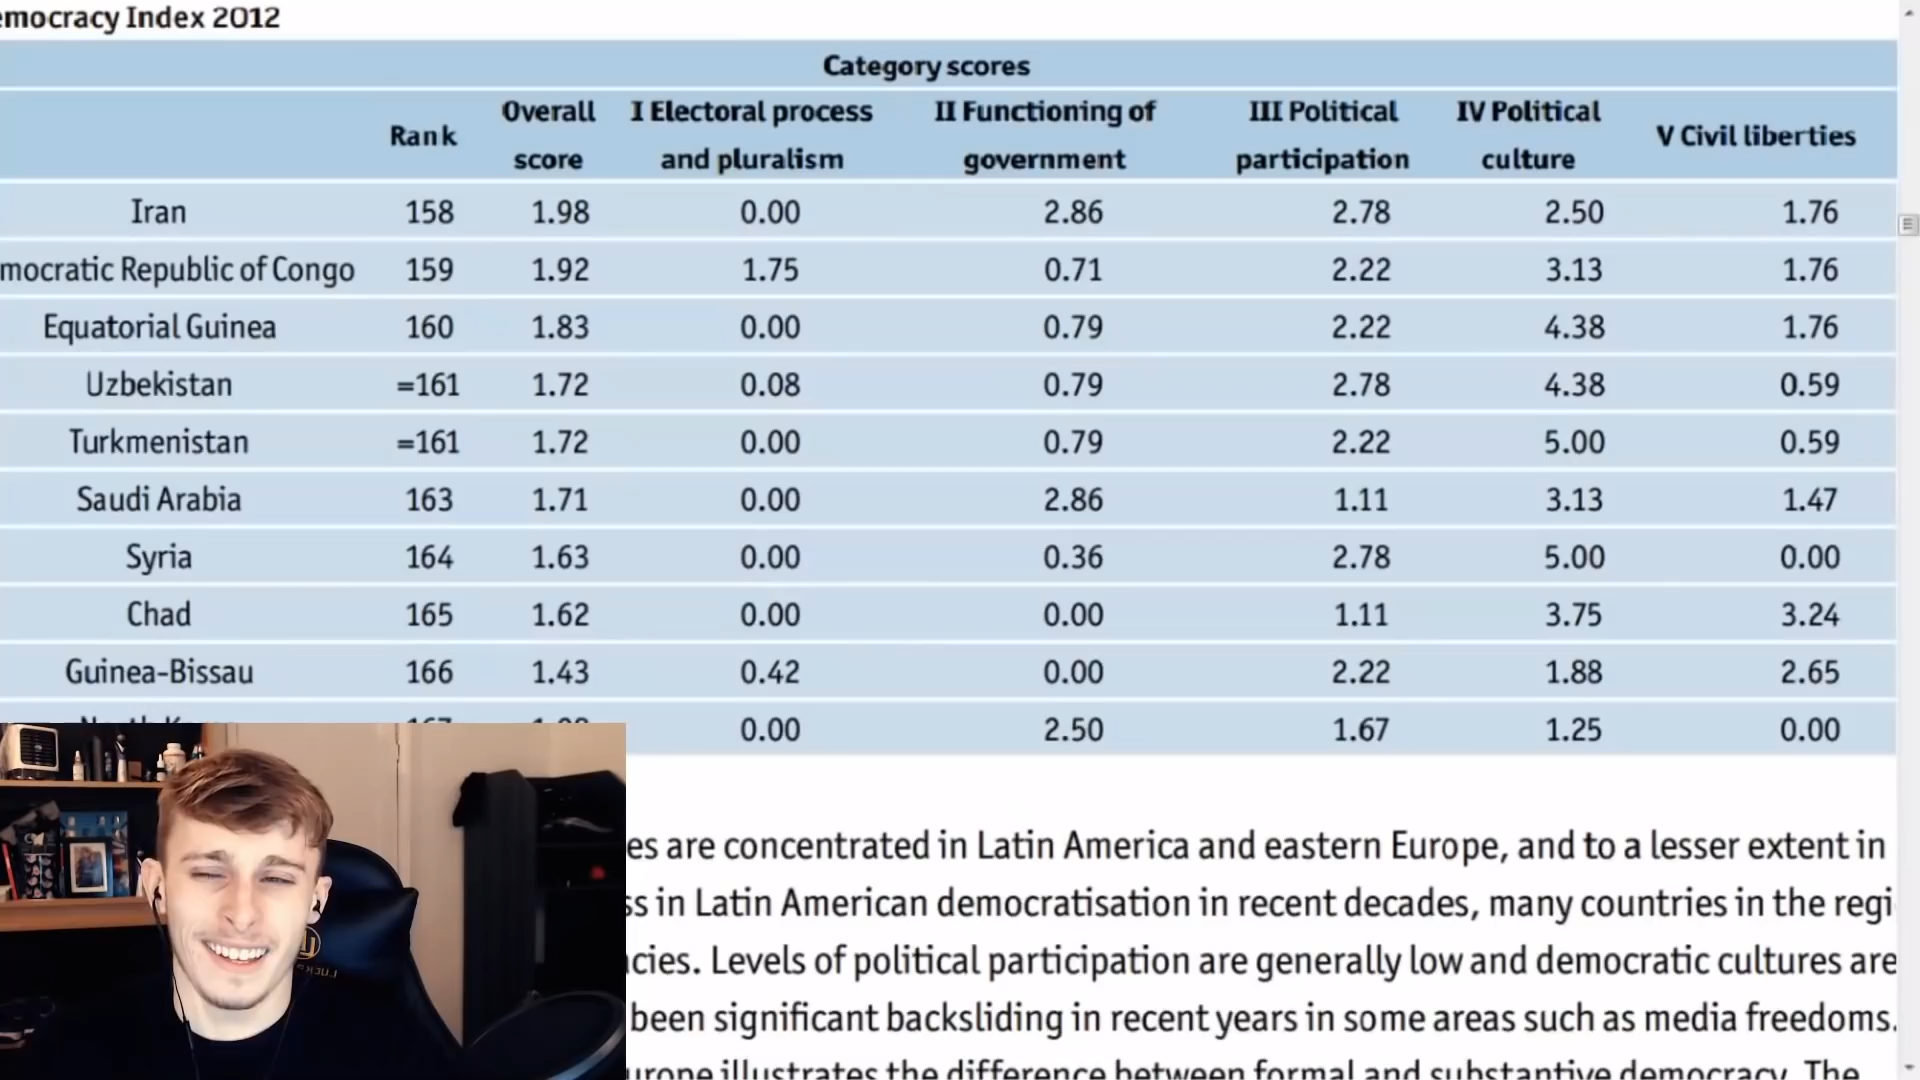 emocracy Index 2012
Category scores
Rank Overall score I Electoral process and pluralism II Functioning of government III Political participation IV Political culture V Civil liberties
Iran 158 1.98 0.00 2.86 2.78 2.50 1.76
mocratic Republic of Congo 159 1.92 1.75 0.71 2.22 3.13 1.76
Equatorial Guinea 160 1.83 0.00 0.79 2.22 4.38 1.76
Uzbekistan =161 1.72 0.08 0.79 2.78 4.38 0.59
Turkmenistan =161 1.72 0.00 0.79 2.22 5.00 0.59
Saudi Arabia 163 1.71 0.00 2.86 1.11 3.13 1.47
Syria 164 1.63 0.00 0.36 2.78 5.00 0.00
Chad 165 1.62 0.00 0.00 1.11 3.75 3.24
Guinea-Bissau 166 1.43 0.42 0.00 2.22 1.88 2.65
0.00 2.50 1.67 1.25 0.00
es are concentrated in Latin America and eastern Europe, and to a lesser extent in
ss in Latin American democratisation in recent decades, many countries in the regi
cies. Levels of political participation are generally low and democratic cultures are
been significant backsliding in recent years in some areas such as media freedoms.
urope illustrates the difference between formal and substantive democracy. The